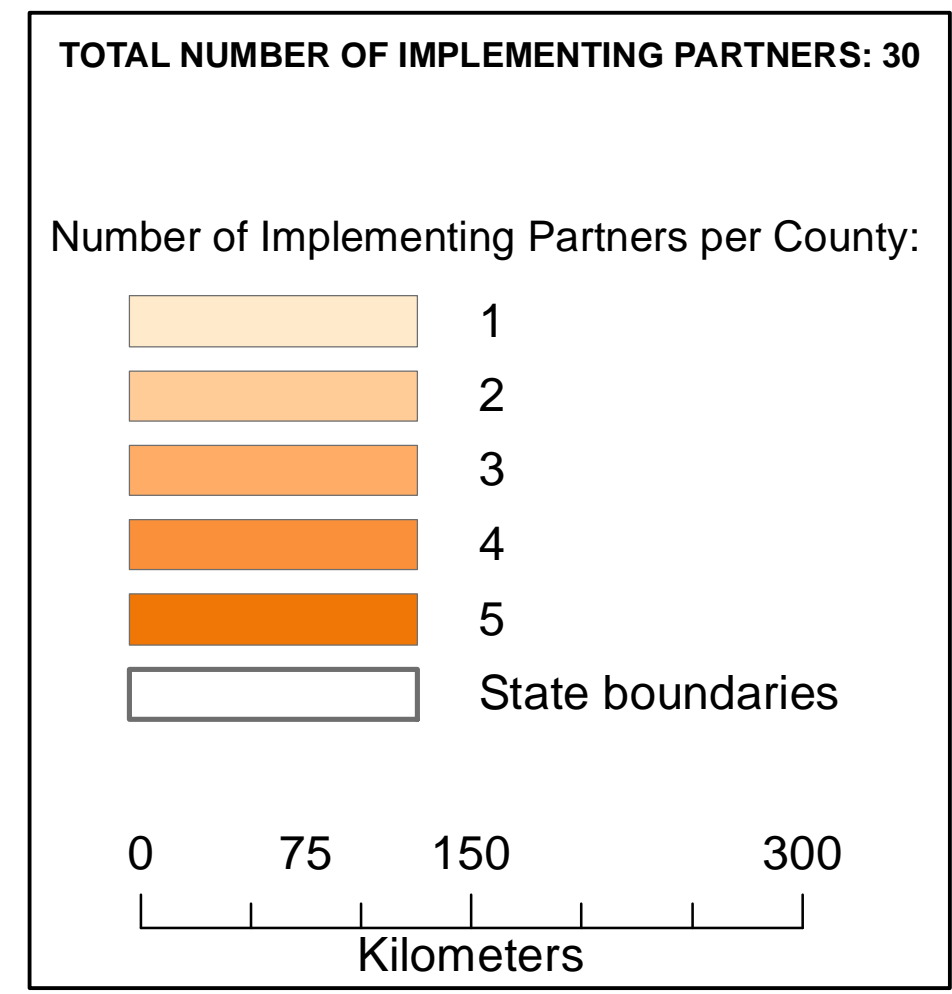 TOTAL NUMBER OF IMPLEMENTING PARTNERS: 30
Number of Implementing Partners per County:
1
2
3
4
5
State boundaries
0 75 150 300
Kilometers